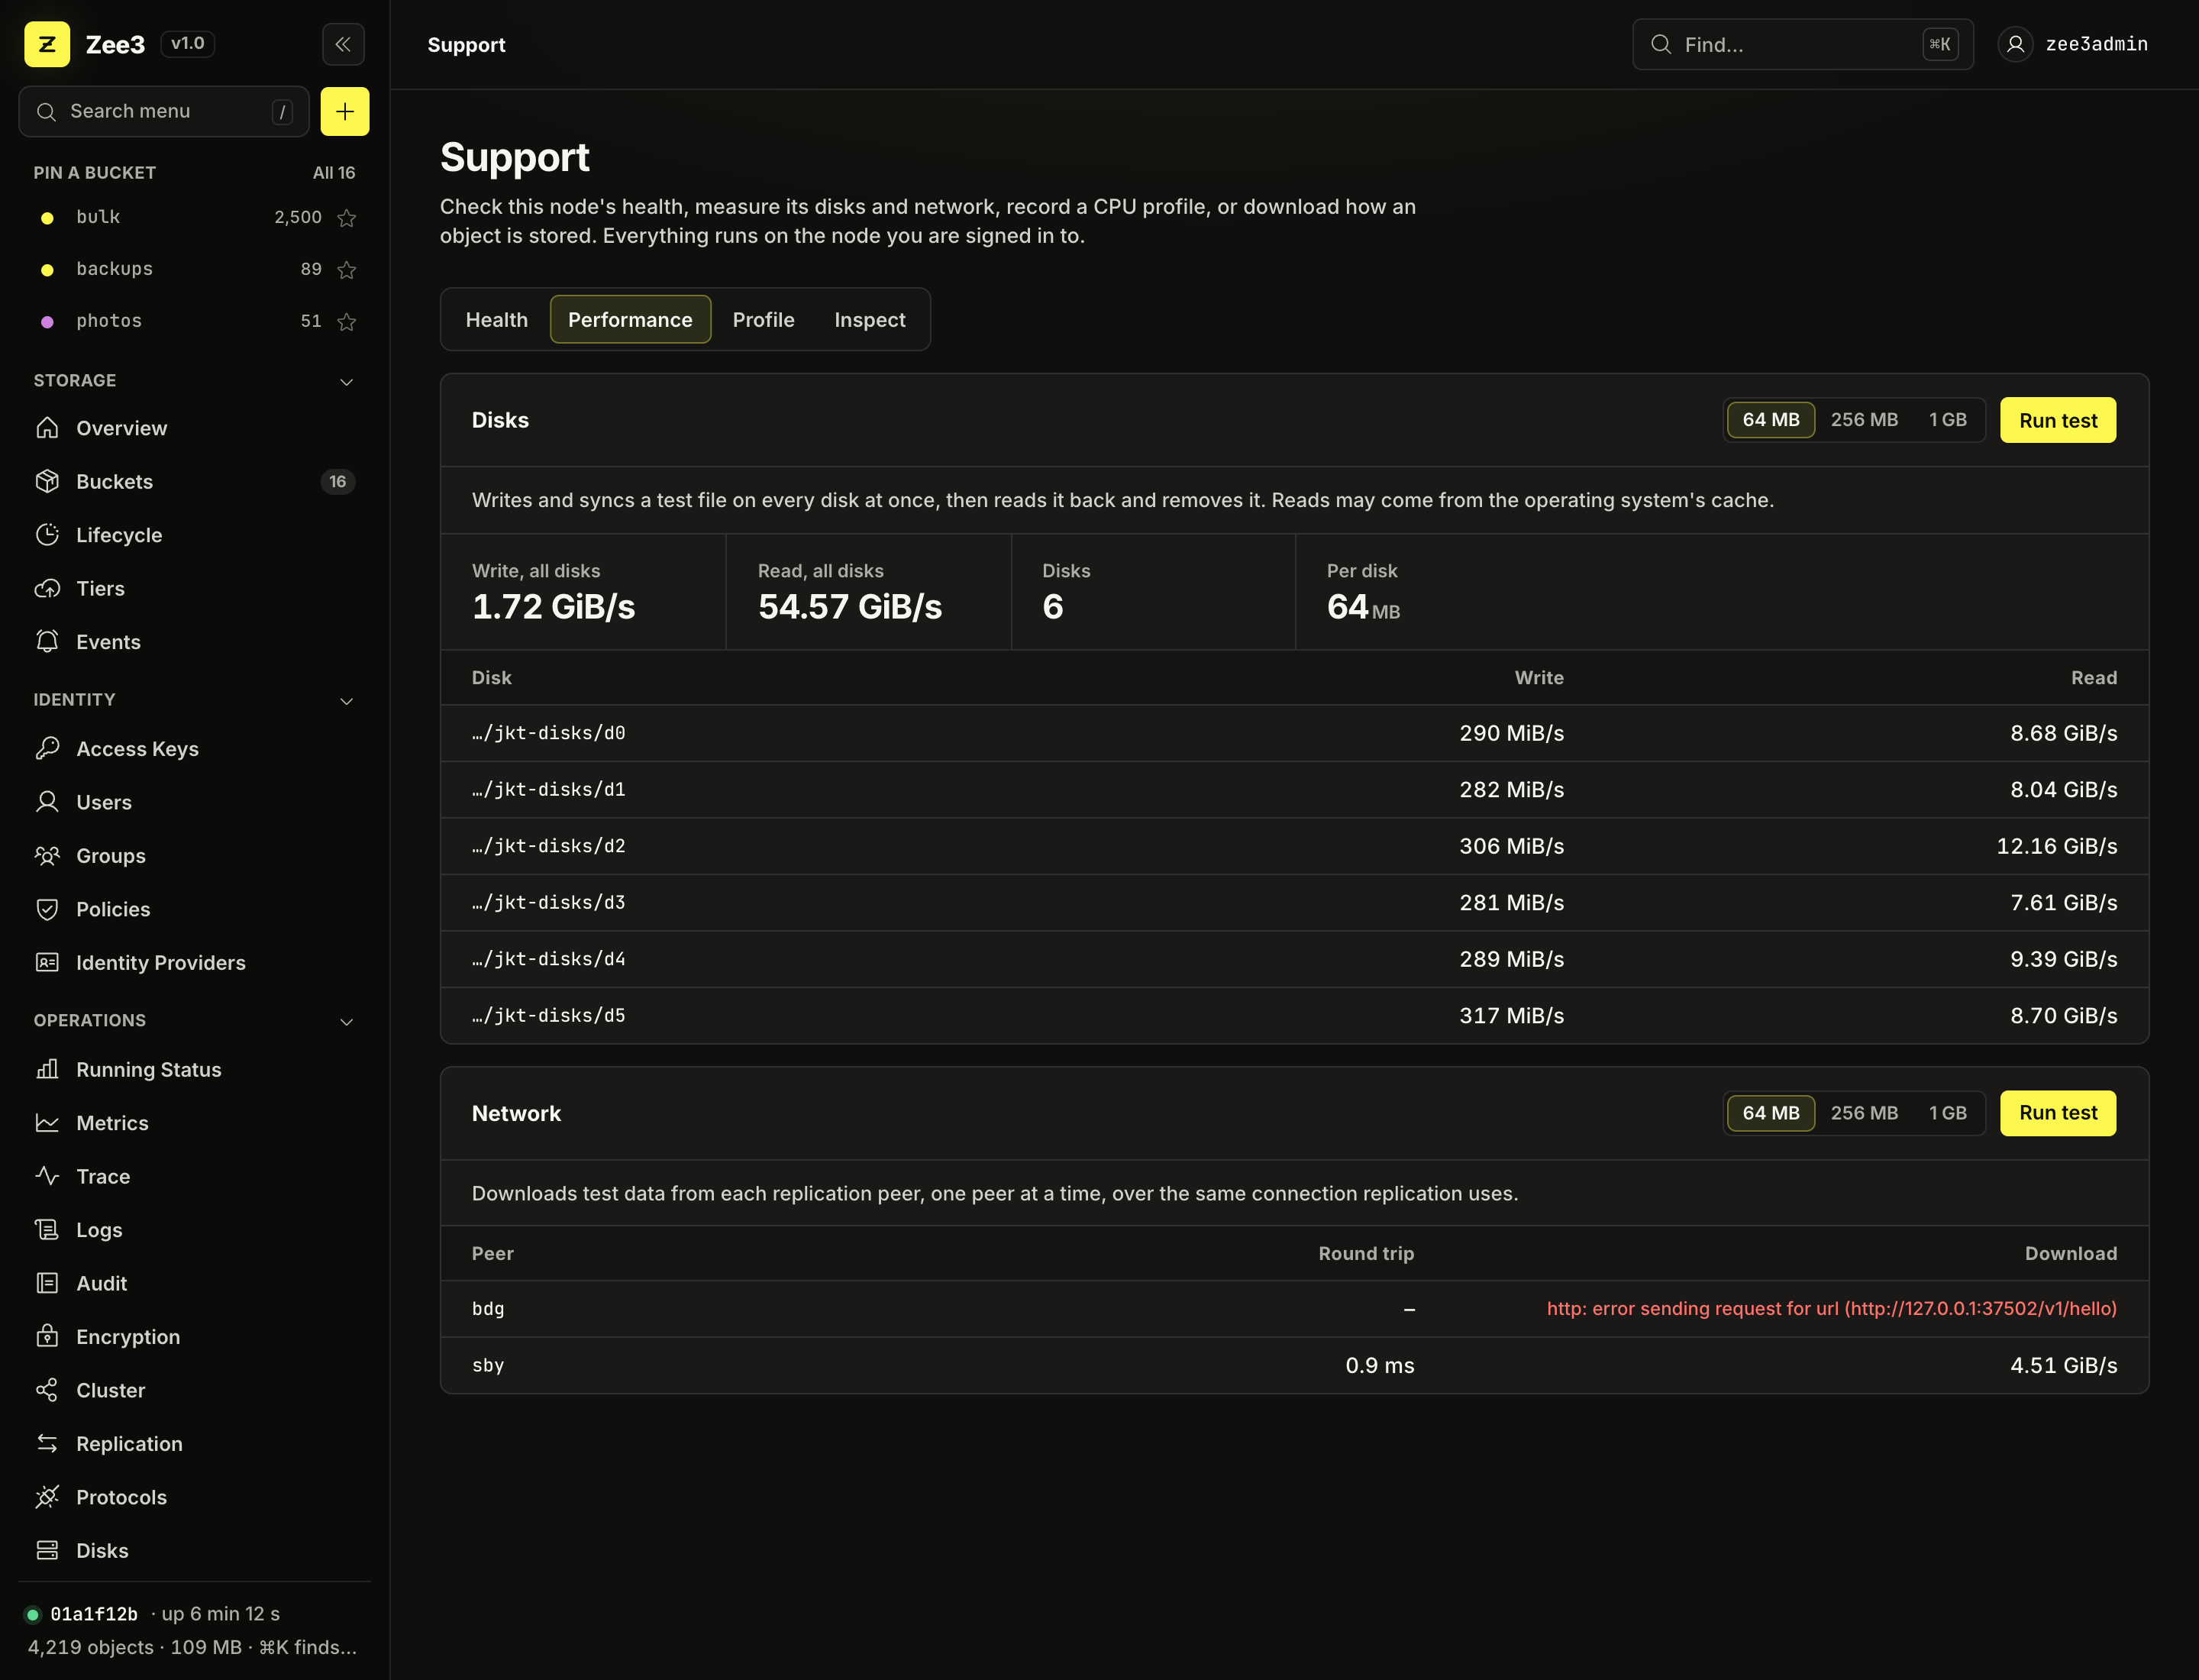 Zee3 v1.0
Search menu /
PIN A BUCKET All 16
bulk 2,500
backups 89
photos 51
STORAGE
Overview
Buckets 16
Lifecycle
Tiers
Events
IDENTITY
Access Keys
Users
Groups
Policies
Identity Providers
OPERATIONS
Running Status
Metrics
Trace
Logs
Audit
Encryption
Cluster
Replication
Protocols
Disks
01a1f12b · up 6 min 12 s
4,219 objects · 109 MB · ⌘K finds…
Support
Find… ⌘K
zee3admin
Support
Check this node's health, measure its disks and network, record a CPU profile, or download how an
object is stored. Everything runs on the node you are signed in to.
Health Performance Profile Inspect
Disks 64 MB 256 MB 1 GB Run test
Writes and syncs a test file on every disk at once, then reads it back and removes it. Reads may come from the operating system's cache.
Write, all disks Read, all disks Disks Per disk
1.72 GiB/s 54.57 GiB/s 6 64 MB
Disk Write Read
…/jkt-disks/d0 290 MiB/s 8.68 GiB/s
…/jkt-disks/d1 282 MiB/s 8.04 GiB/s
…/jkt-disks/d2 306 MiB/s 12.16 GiB/s
…/jkt-disks/d3 281 MiB/s 7.61 GiB/s
…/jkt-disks/d4 289 MiB/s 9.39 GiB/s
…/jkt-disks/d5 317 MiB/s 8.70 GiB/s
Network 64 MB 256 MB 1 GB Run test
Downloads test data from each replication peer, one peer at a time, over the same connection replication uses.
Peer Round trip Download
bdg – http: error sending request for url (http://127.0.0.1:37502/v1/hello)
sby 0.9 ms 4.51 GiB/s